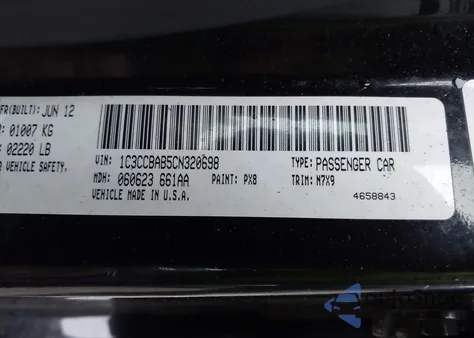 FR(BUILT): JUN 12
: 01007 KG
: 02220 LB
VEHICLE SAFETY.
VIN: 1C3CCBAB5CN320698 TYPE: PASSENGER CAR
MDH: 060623 661AA PAINT: PX8 TRIM: M7X9
VEHICLE MADE IN U.S.A. 4658843